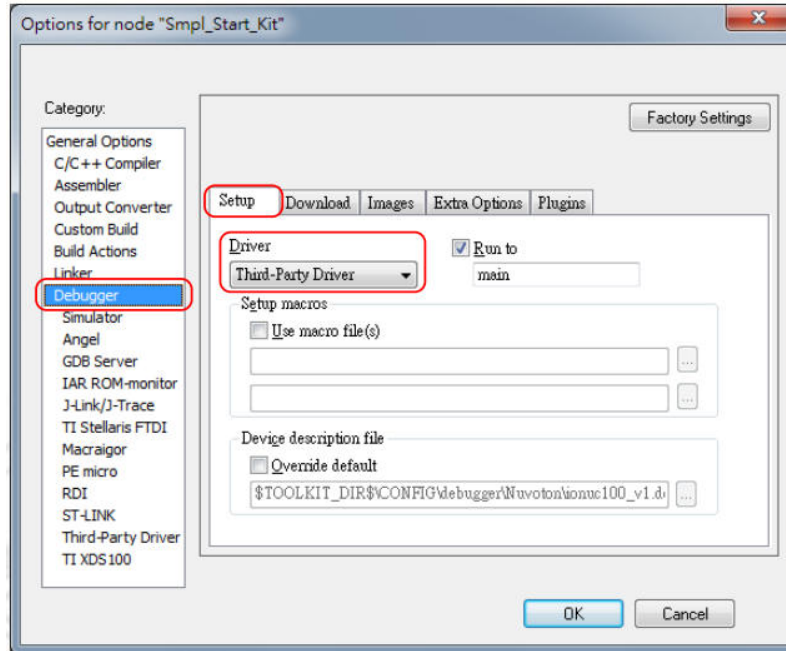 Options for node "Smpl_Start_Kit"
Category:
Factory Settings
General Options
C/C++ Compiler
Assembler
Output Converter
Custom Build
Build Actions
Linker
Debugger
Simulator
Angel
GDB Server
IAR ROM-monitor
J-Link/J-Trace
TI Stellaris FTDI
Macraigor
PE micro
RDI
ST-LINK
Third-Party Driver
TI XDS100
Setup Download Images Extra Options Plugins
Driver
Third-Party Driver
Run to
main
Setup macros
Use macro file(s)
...
...
Device description file
Override default
$TOOLKIT_DIR$\CONFIG\debugger\Nuvoton\ionuc100_v1.d
...
OK Cancel